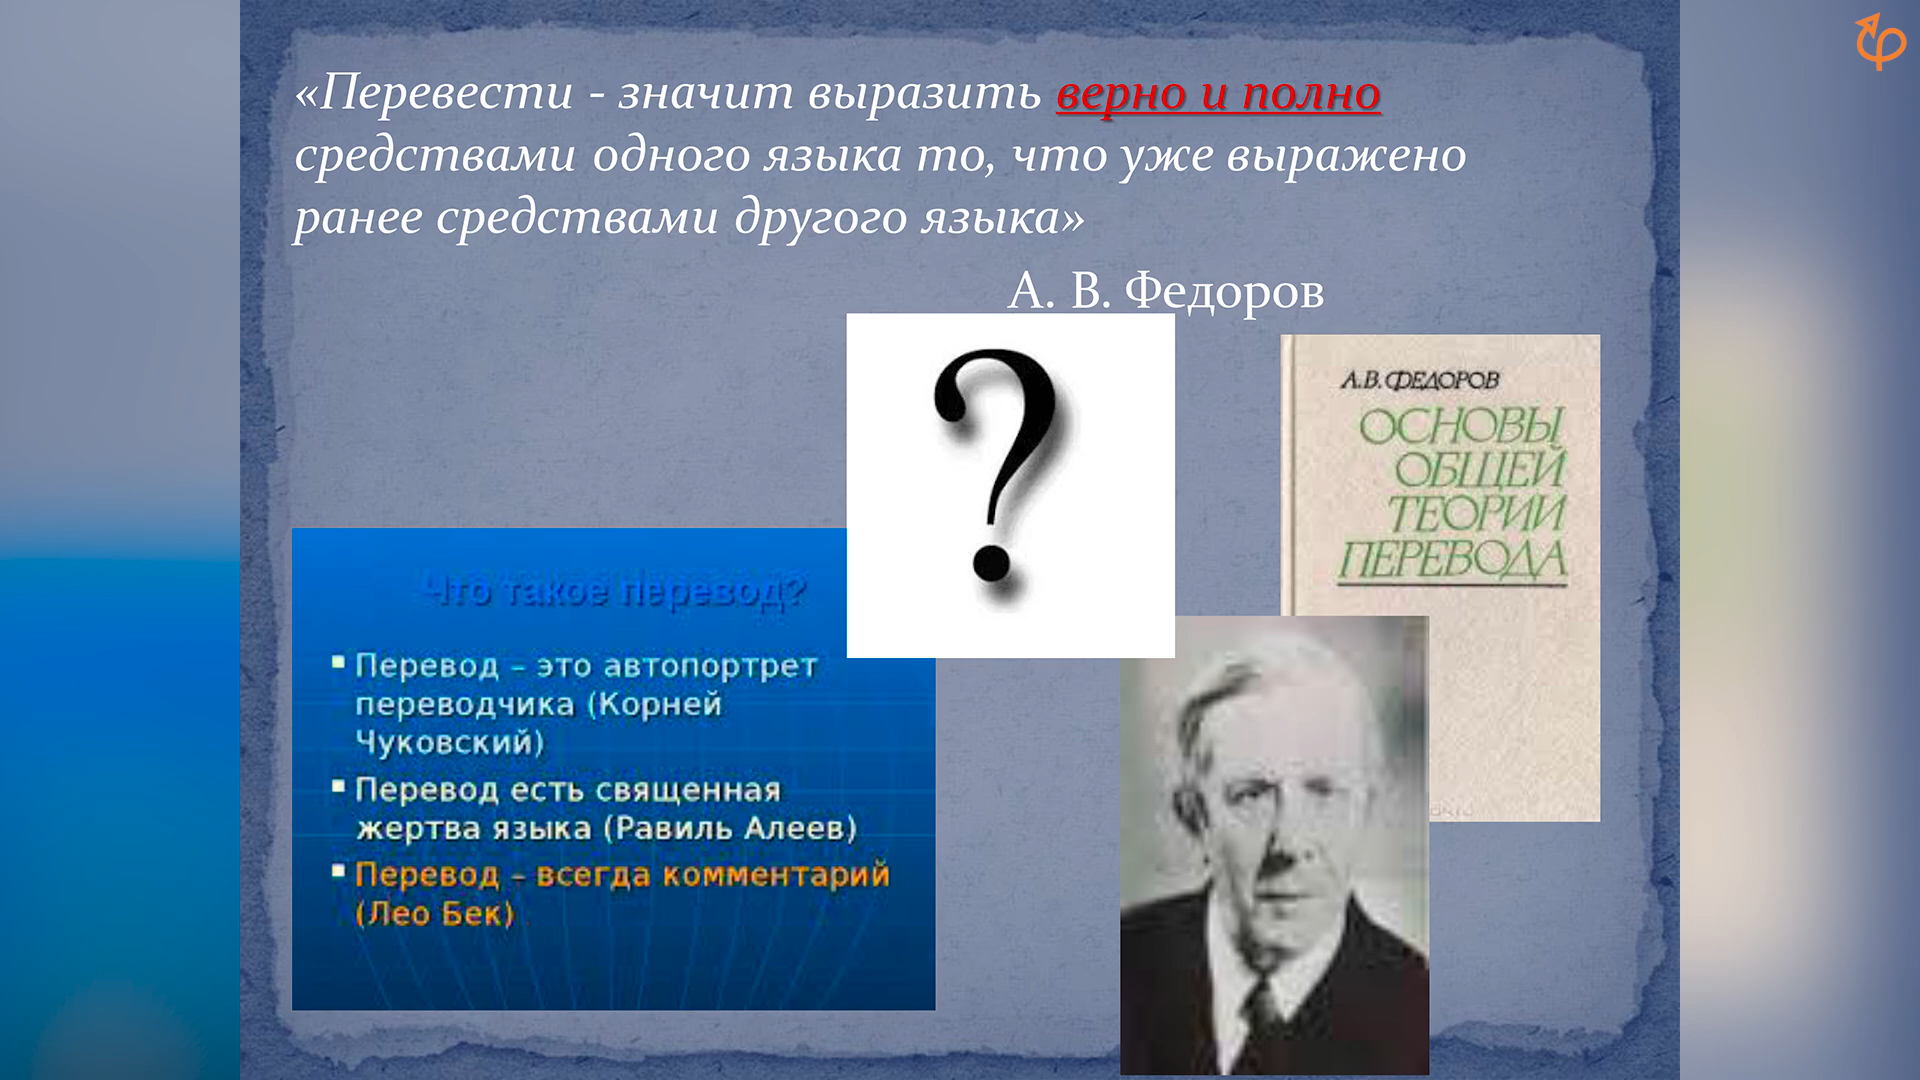 «Перевести - значит выразить верно и полно
средствами одного языка то, что уже выражено
ранее средствами другого языка»
А. В. Федоров
?
А.В.ФЕДОРОВ
ОСНОВЫ
ОБЩЕЙ
ТЕОРИИ
ПЕРЕВОДА
Что такое перевод?
Перевод – это автопортрет
переводчика (Корней
Чуковский)
Перевод есть священная
жертва языка (Равиль Алеев)
Перевод – всегда комментарий
(Лео Бек)